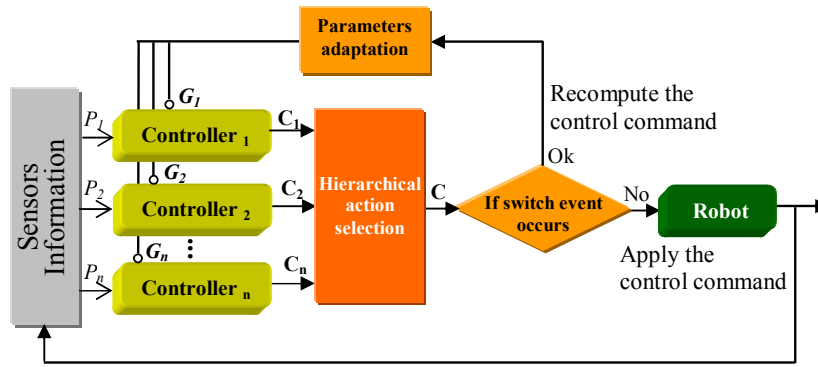 Parameters
adaptation
Sensors
Information
P1
G1
Controller 1
C1
P2
G2
Controller 2
C2
Pn
Gn
Controller n
Cn
Hierarchical
action
selection
C
If switch event
occurs
Ok
Recompute the
control command
No
Robot
Apply the
control command